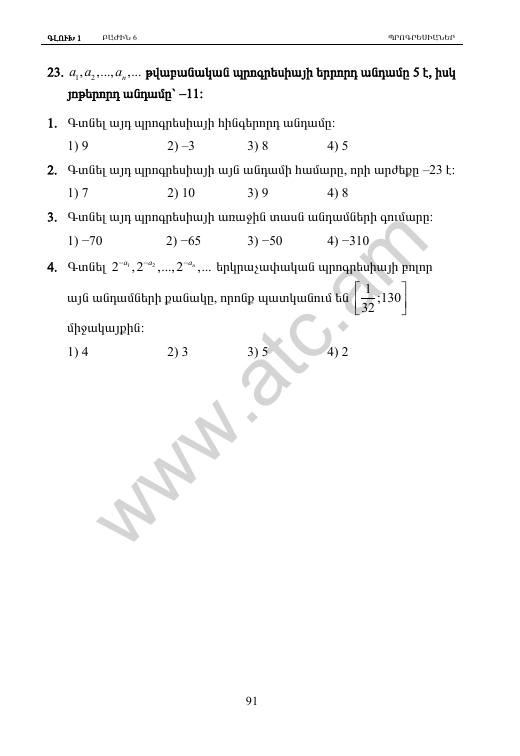 ԳԼՈՒԽ 1 ԲԱԺԻՆ 6 ՊՐՈԳՐԵՍԻԱՆԵՐ
23. a₁, a₂,..., aₙ,... թվաբանական պրոգրեսիայի երրորդ անդամը 5 է, իսկ
յոթերորդ անդամը՝ –11:
1. Գտնել այդ պրոգրեսիայի հինգերորդ անդամը:
1) 9 2) –3 3) 8 4) 5
2. Գտնել այդ պրոգրեսիայի այն անդամի համարը, որի արժեքը –23 է:
1) 7 2) 10 3) 9 4) 8
3. Գտնել այդ պրոգրեսիայի առաջին տասն անդամների գումարը:
1) –70 2) –65 3) –50 4) –310
4. Գտնել 2^{-a₁}, 2^{-a₂},..., 2^{-aₙ},... երկրաչափական պրոգրեսիայի բոլոր
այն անդամների քանակը, որոնք պատկանում են [1/32;130]
միջակայքին:
1) 4 2) 3 3) 5 4) 2
www.atc.am
91